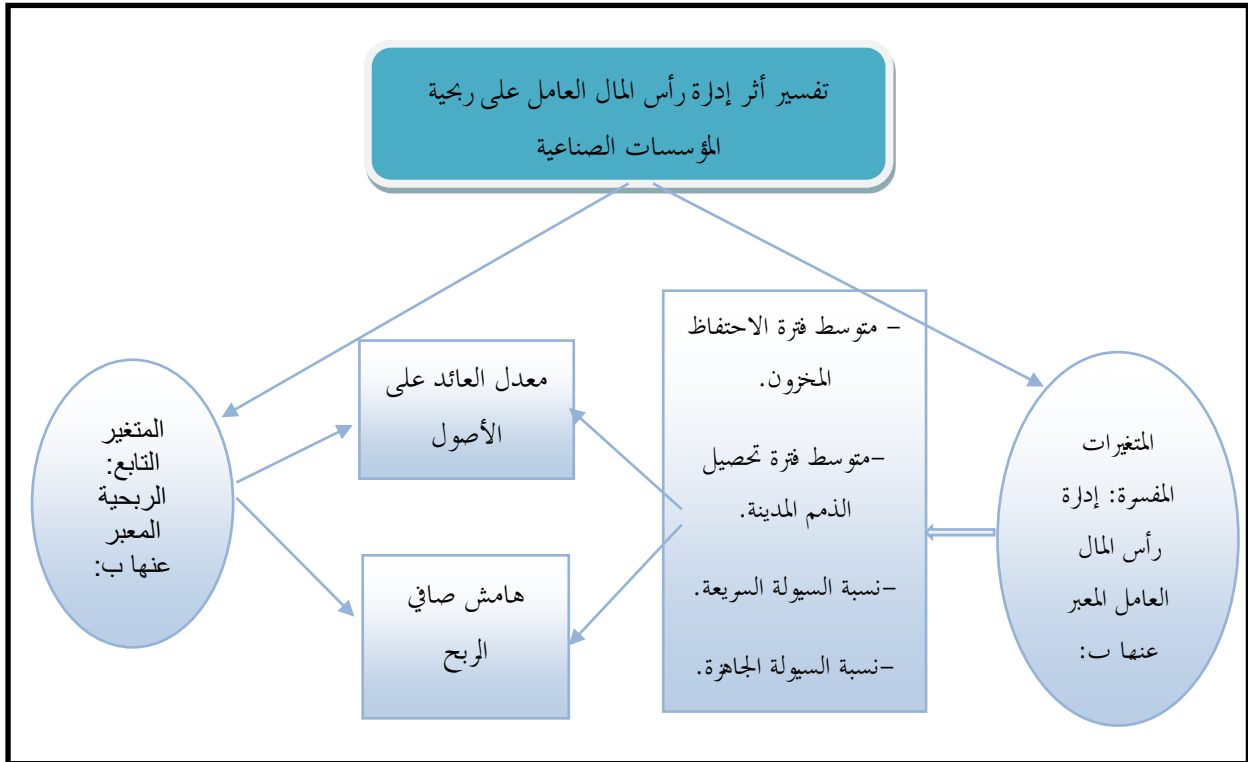 تفسير أثر إدارة رأس المال العامل على ربحية
المؤسسات الصناعية
المتغيرات
المفسرة: إدارة
رأس المال
العامل المعبر
عنها ب:
– متوسط فترة الاحتفاظ
المخزون.
–متوسط فترة تحصيل
الذمم المدينة.
–نسبة السيولة السريعة.
–نسبة السيولة الجاهزة.
معدل العائد على
الأصول
هامش صافي
الربح
المتغير
التابع:
الربحية
المعبر
عنها ب: